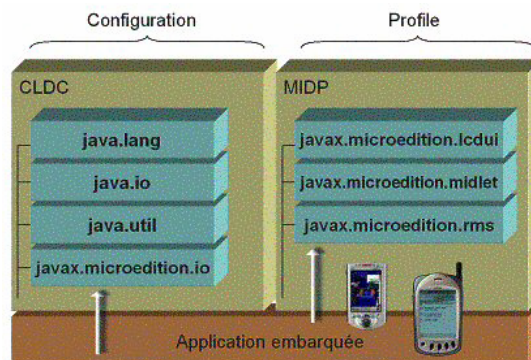 Configuration
Profile
CLDC
java.lang
java.io
java.util
javax.microedition.io
MIDP
javax.microedition.lcdui
javax.microedition.midlet
javax.microedition.rms
Application embarquée